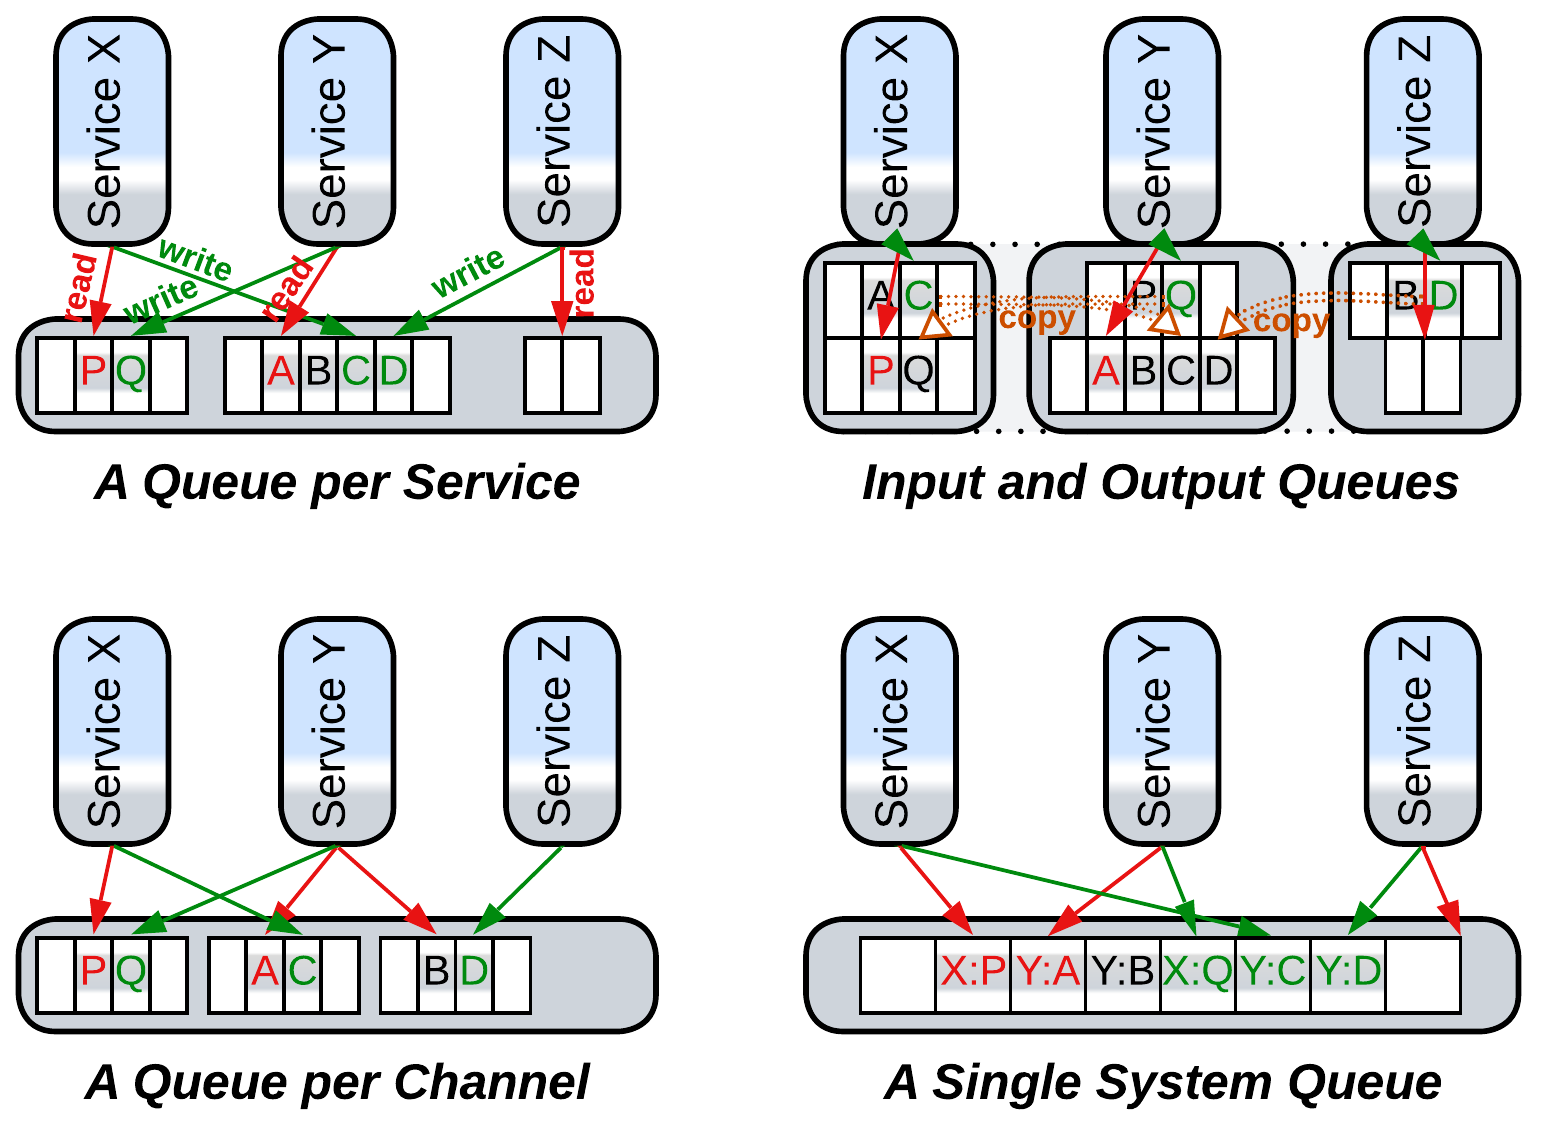 Service X
Service Y
Service Z
read
write
write
read
write
read
P Q
A B C D
A Queue per Service
Service X
Service Y
Service Z
A C
P Q
B D
copy
copy
P Q
A B C D
Input and Output Queues
Service X
Service Y
Service Z
P Q
A C
B D
A Queue per Channel
Service X
Service Y
Service Z
X:P Y:A Y:B X:Q Y:C Y:D
A Single System Queue